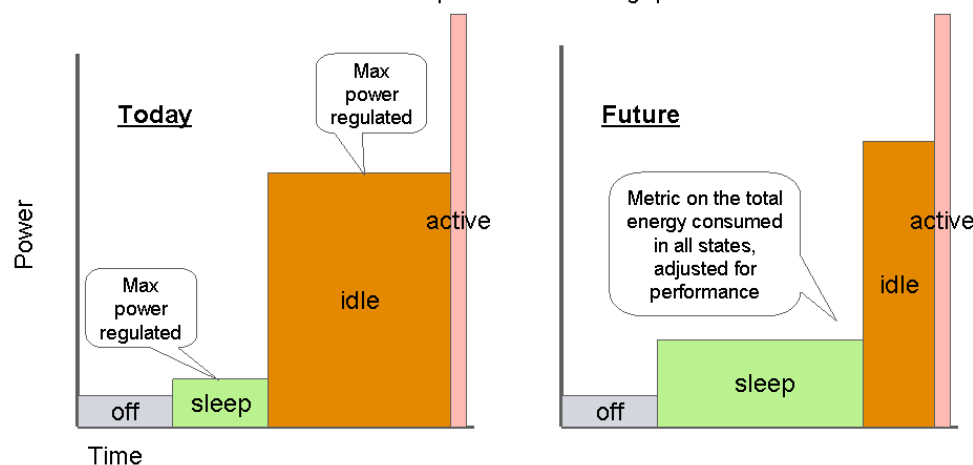 Today
Max
power
regulated
Max
power
regulated
off
sleep
idle
active
Power
Time
Future
Metric on the total
energy consumed
in all states,
adjusted for
performance
off
sleep
idle
active